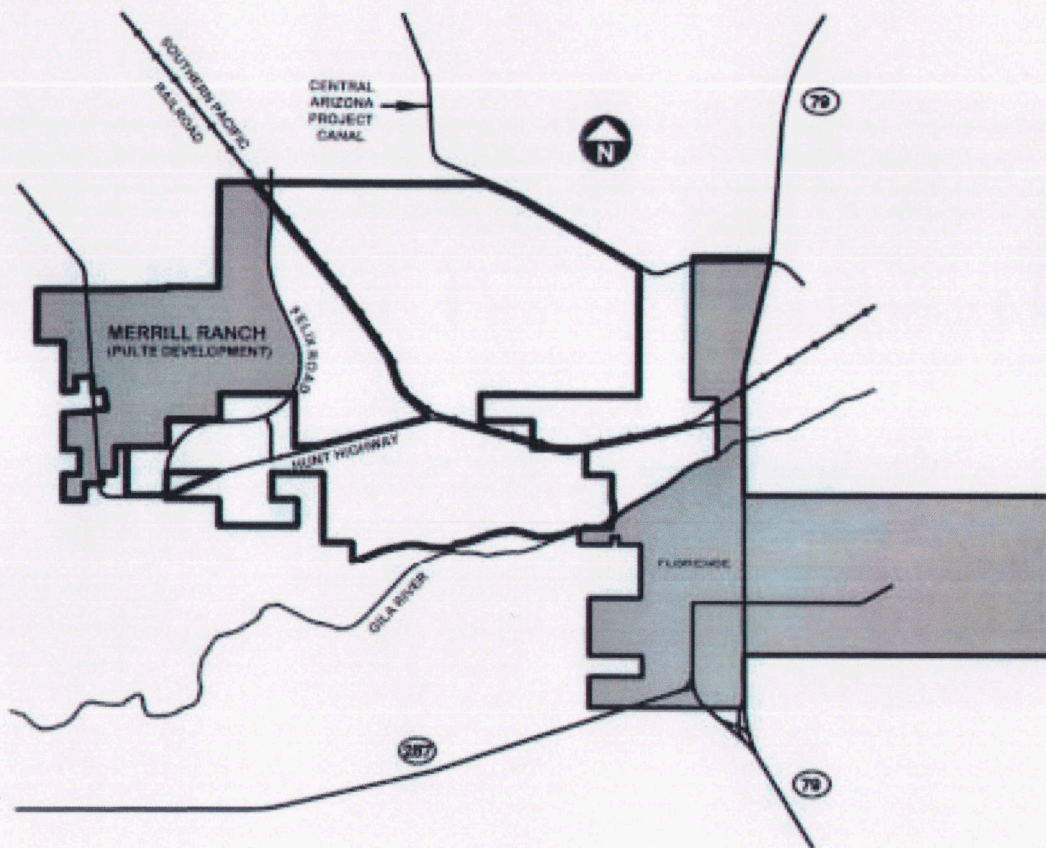 SOUTHERN PACIFIC
RAILROAD
CENTRAL
ARIZONA
PROJECT
CANAL
79
N
MERRILL RANCH
(PULTE DEVELOPMENT)
FELIX ROAD
HUNT HIGHWAY
FLORENCE
GILA RIVER
287
79